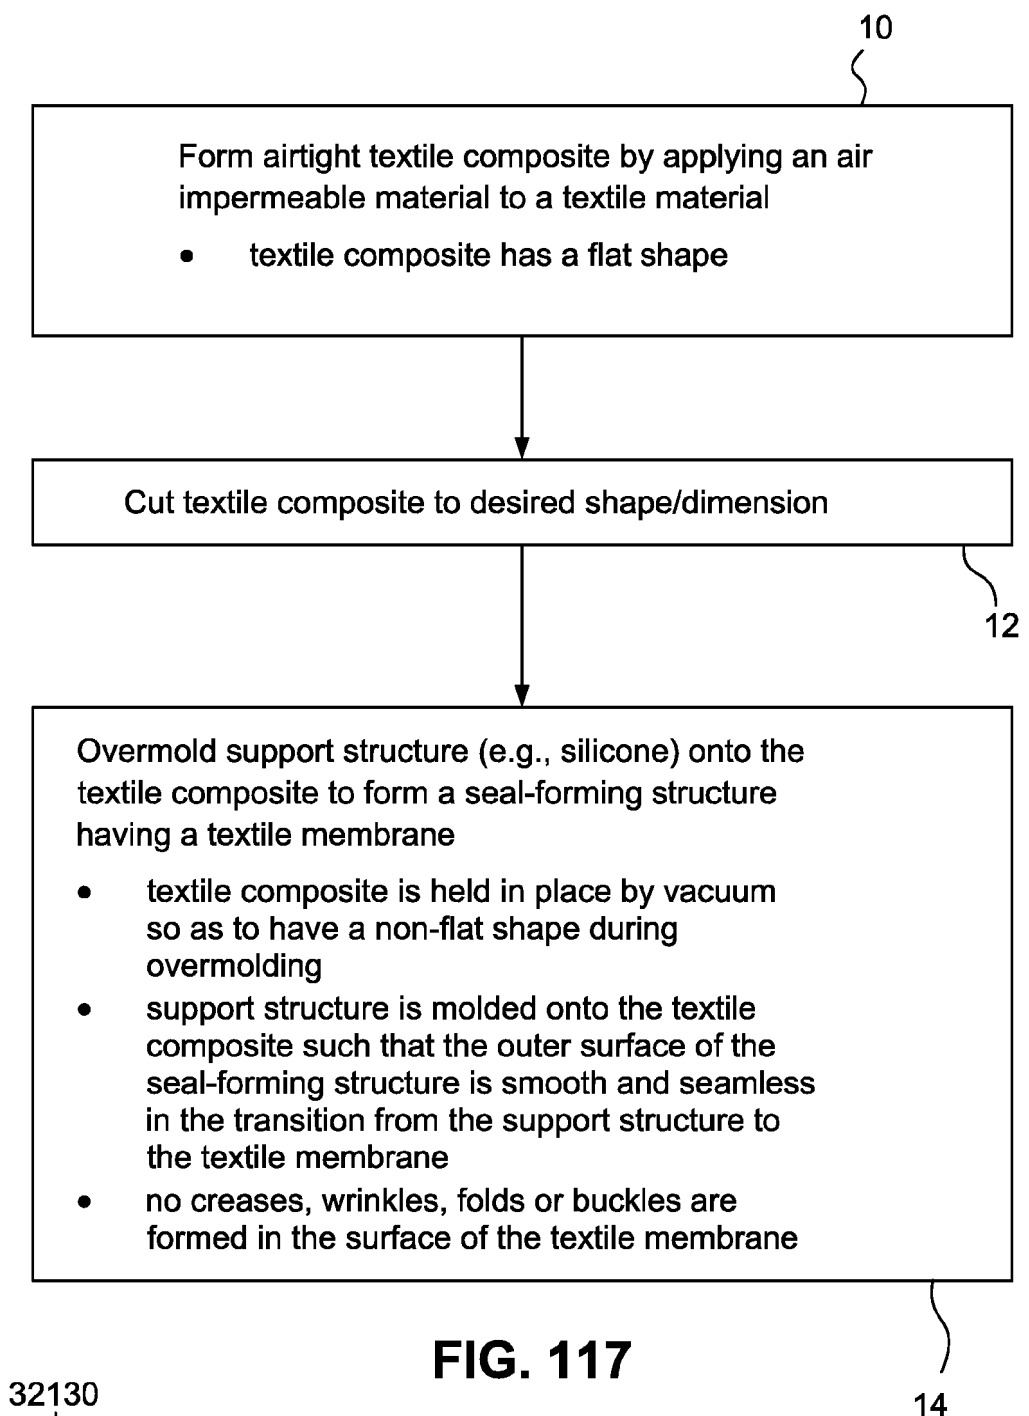 10
Form airtight textile composite by applying an air
impermeable material to a textile material
• textile composite has a flat shape
Cut textile composite to desired shape/dimension
12
Overmold support structure (e.g., silicone) onto the
textile composite to form a seal-forming structure
having a textile membrane
• textile composite is held in place by vacuum
so as to have a non-flat shape during
overmolding
• support structure is molded onto the textile
composite such that the outer surface of the
seal-forming structure is smooth and seamless
in the transition from the support structure to
the textile membrane
• no creases, wrinkles, folds or buckles are
formed in the surface of the textile membrane
FIG. 117
32130
14